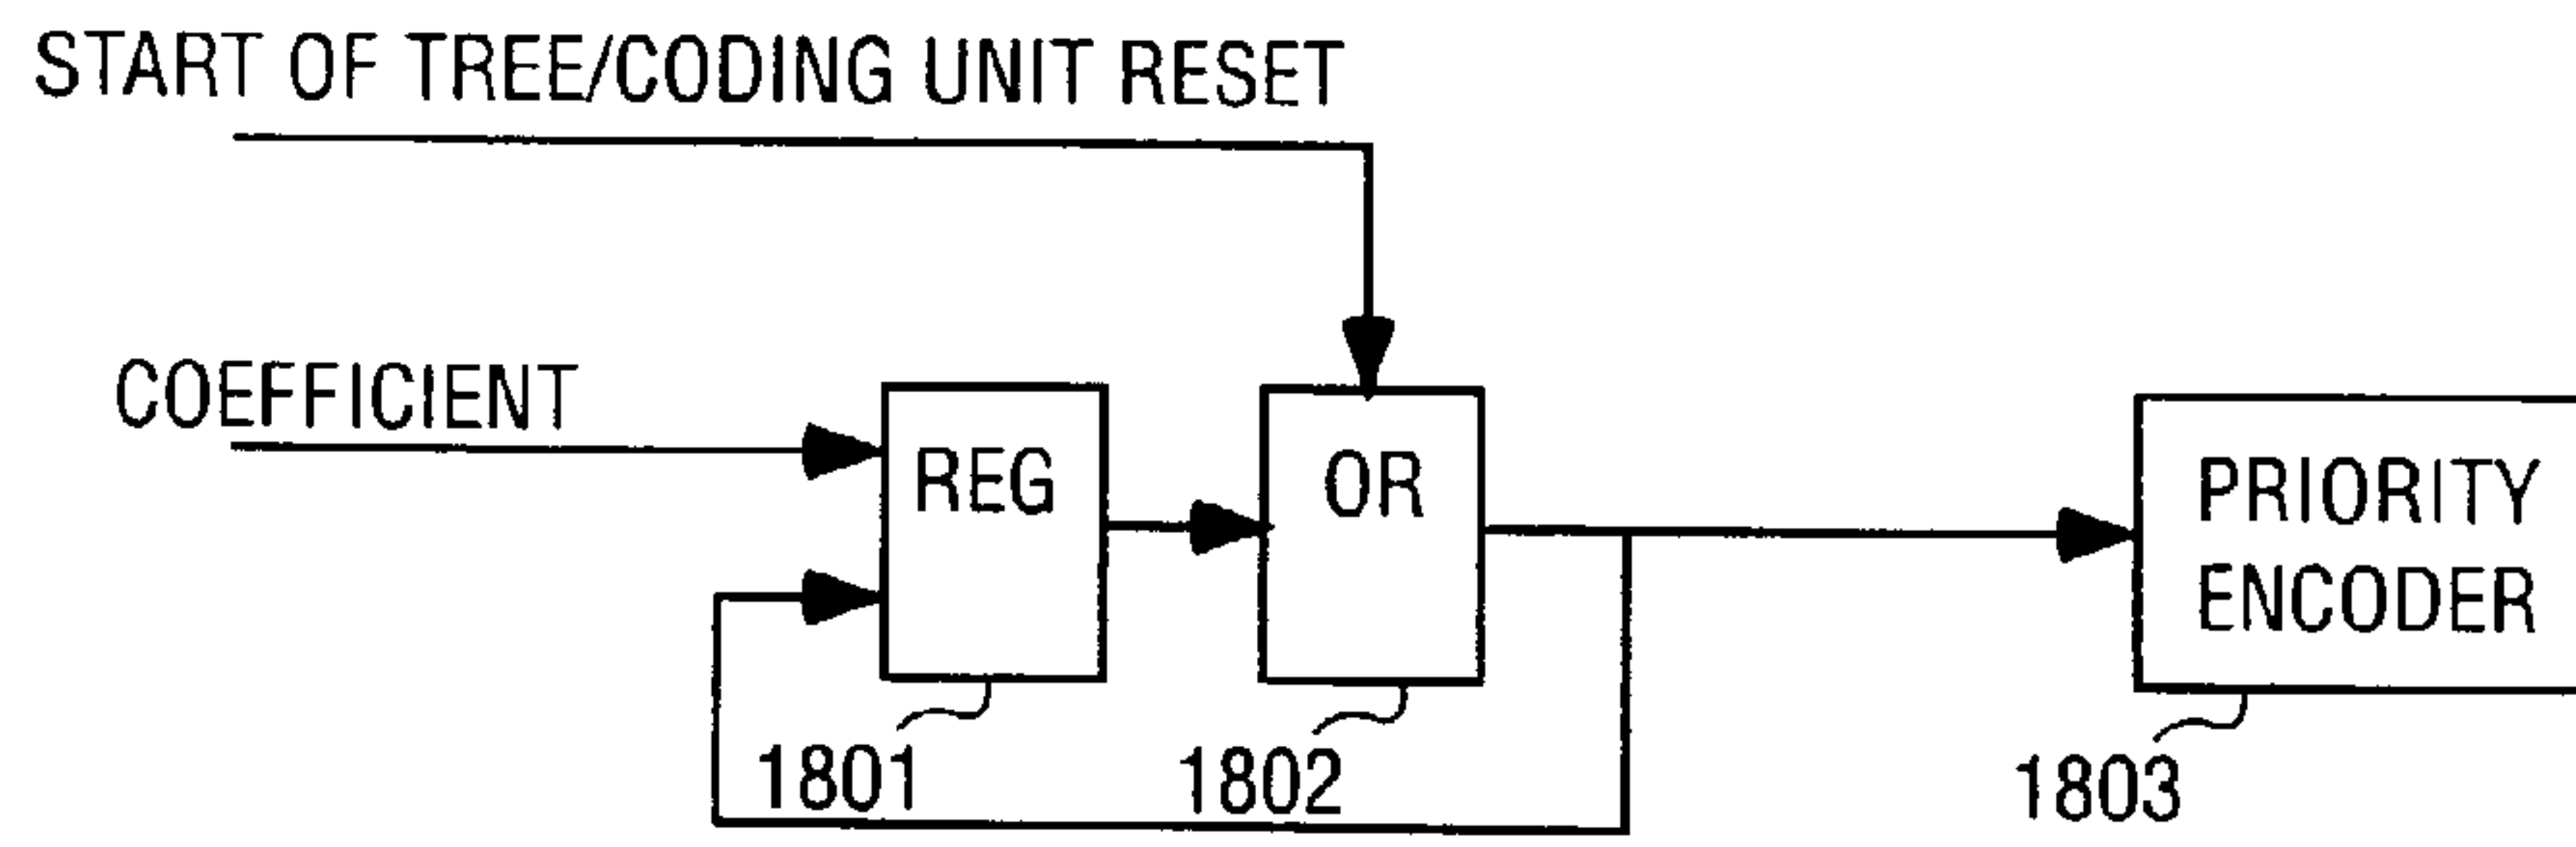 START OF TREE/CODING UNIT RESET
COEFFICIENT
REG
OR
PRIORITY
ENCODER
1801
1802
1803